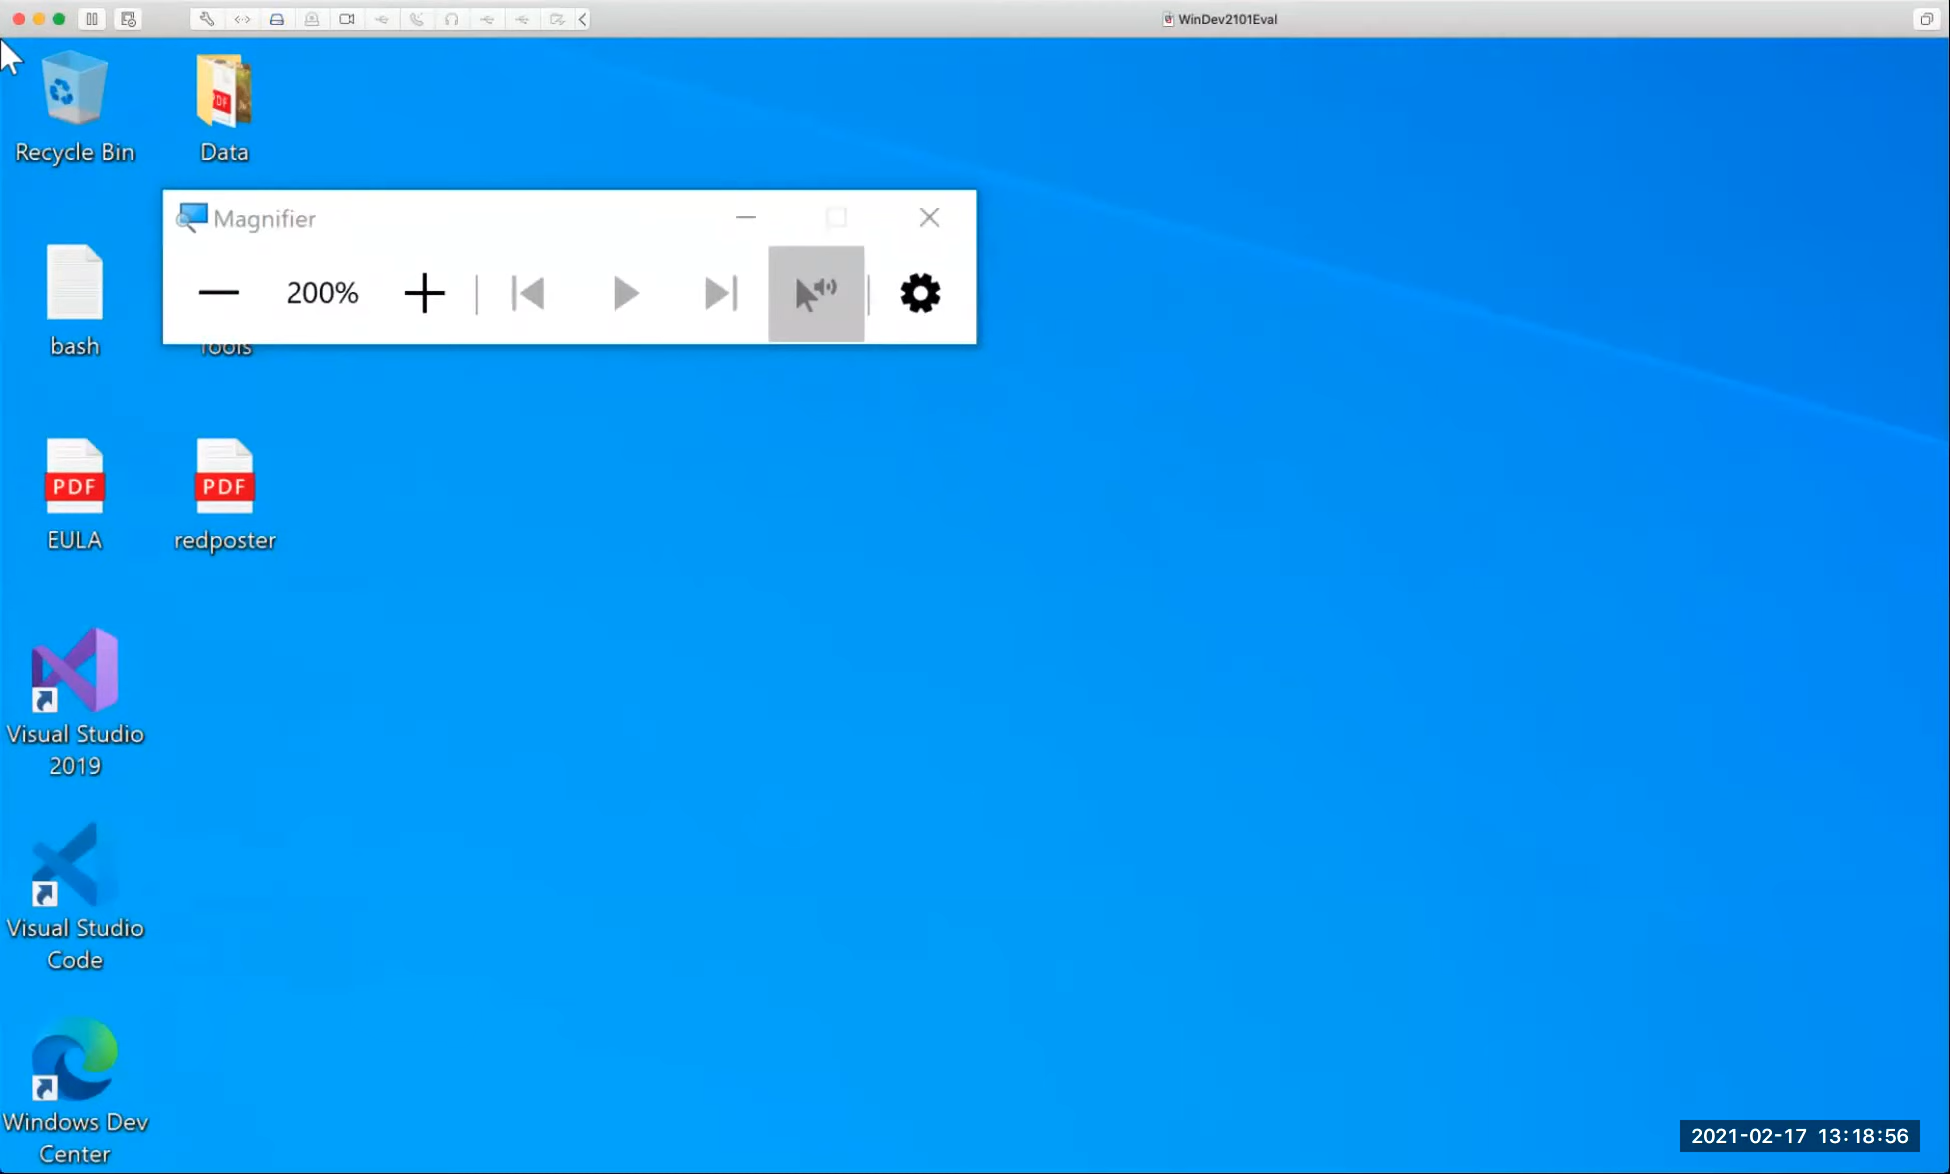 WinDev2101Eval
Recycle Bin
Data
Magnifier
200%
bash
Tools
PDF
PDF
PDF
EULA
redposter
Visual Studio
2019
Visual Studio
Code
Windows Dev
Center
2021-02-17 13:18:56